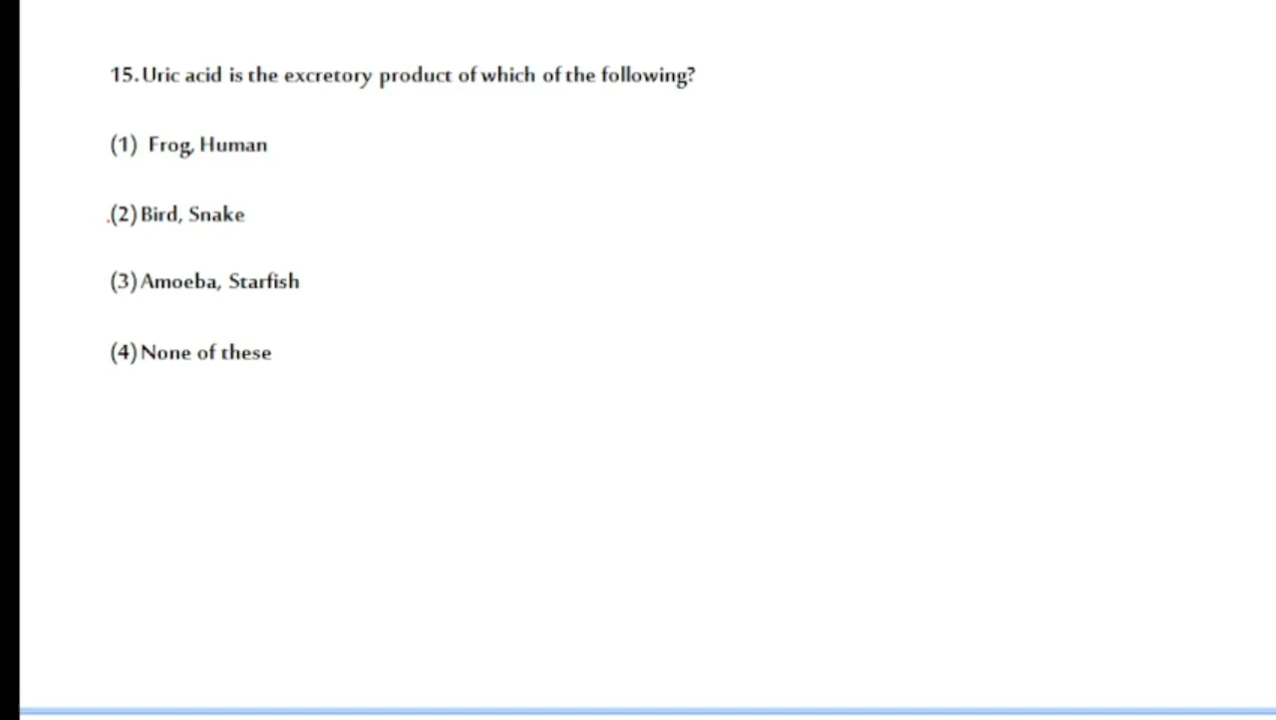 15. Uric acid is the excretory product of which of the following?
(1) Frog, Human
.(2) Bird, Snake
(3) Amoeba, Starfish
(4) None of these